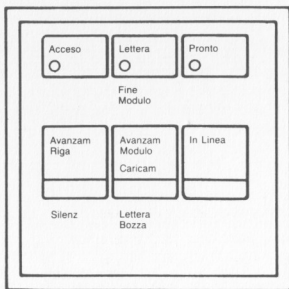 Acceso
Lettera
Pronto
Fine
Modulo
Avanzam
Riga
Avanzam
Modulo
Caricam
In Linea
Silenz
Lettera
Bozza